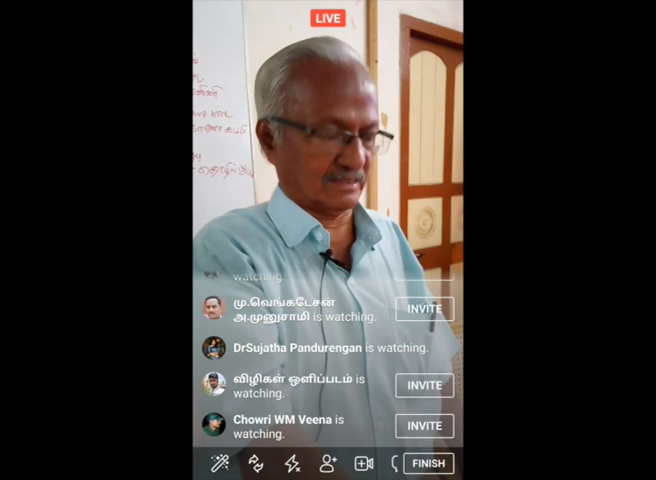 LIVE
watching.
மு.வெங்கடேசன்
அ.முனுசாமி is watching.
INVITE
DrSujatha Pandurengan is watching.
விழிகள் ஒளிப்படம் is
watching.
INVITE
Chowri WM Veena is
watching.
INVITE
FINISH